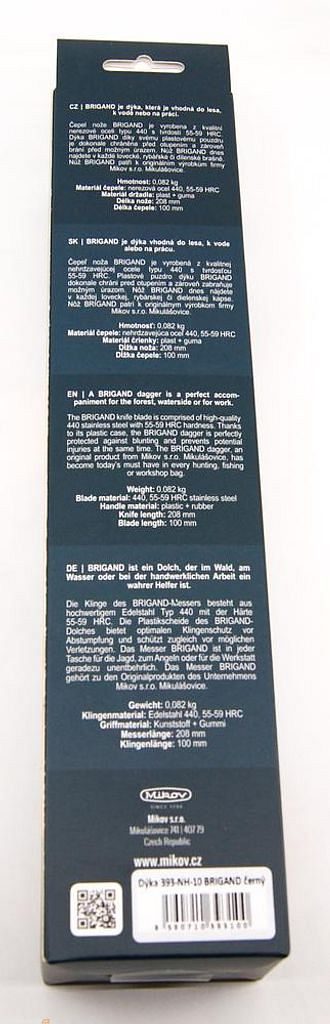 CZ | BRIGAND je dýka, která je vhodná do lesa,
k vodě nebo na práci.
Čepel nože BRIGAND je vyrobena z kvalitní
nerezové oceli typu 440 s tvrdostí 55-59 HRC.
Dýka BRIGAND díky plastovému pouzdru
je dokonale chráněna před otupením a zároveň
brání před možným úrazem. Nůž BRIGAND dnes
najdete v každé lovecké, rybářské či dílenské brašně.
Nůž BRIGAND patří k originálním výrobkům firmy
Mikov s.r.o. Mikulášovice.
Hmotnost: 0,082 kg
Materiál čepele: nerezová ocel 440, 55-59 HRC
Materiál držadla: plast + guma
Délka nože: 208 mm
Délka čepele: 100 mm
SK | BRIGAND je dýka vhodná do lesa, k vode
alebo na prácu.
Čepeľ noža BRIGAND je vyrobená z kvalitnej
nehrdzavejúcej ocele typu 440 s tvrdosťou
55-59 HRC. Plastové puzdro dýku BRIGAND
dokonale chráni pred otupením a zároveň zabraňuje
možným úrazom. Nôž BRIGAND dnes nájdete
v každej loveckej, rybárskej či dielenskej kapse.
Nôž BRIGAND patrí k originálnym výrobkom firmy
Mikov s.r.o. Mikulášovice.
Hmotnosť: 0,082 kg
Materiál čepele: nehrdzavejúca oceľ 440, 55-59 HRC
Materiál črienky: plast + guma
Dĺžka noža: 208 mm
Dĺžka čepele: 100 mm
EN | A BRIGAND dagger is a perfect accom-
paniment for the forest, waterside or for work.
The BRIGAND knife blade is comprised of high-quality
440 stainless steel with 55-59 HRC hardness. Thanks
to its plastic case, the BRIGAND dagger is perfectly
protected against blunting and prevents potential
injuries at the same time. The BRIGAND dagger, an
original product from Mikov s.r.o. Mikulášovice, has
become today's must have in every hunting, fishing
or workshop bag.
Weight: 0.082 kg
Blade material: 440, 55-59 HRC stainless steel
Handle material: plastic + rubber
Knife length: 208 mm
Blade length: 100 mm
DE | BRIGAND ist ein Dolch, der im Wald, am
Wasser oder bei der handwerklichen Arbeit ein
wahrer Helfer ist.
Die Klinge des BRIGAND-Messers besteht aus
hochwertigem Edelstahl Typ 440 mit der Härte
55-59 HRC. Die Plastikscheide des BRIGAND-
Dolches bietet optimalen Klingenschutz vor
Abstumpfung und schützt zugleich vor möglichen
Verletzungen. Das Messer BRIGAND ist in jeder
Tasche für die Jagd, zum Angeln oder für die Werkstatt
geradezu unentbehrlich. Das Messer BRIGAND
gehört zu den Originalprodukten des Unternehmens
Mikov s.r.o. Mikulášovice.
Gewicht: 0,082 kg
Klingenmaterial: Edelstahl 440, 55-59 HRC
Griffmaterial: Kunststoff + Gummi
Messerlänge: 208 mm
Klingenlänge: 100 mm
Mikov
Mikov s.r.o.
Mikulášovice 741 | 407 79
Czech Republic
www.mikov.cz
Dýka 393-NH-10 BRIGAND černý